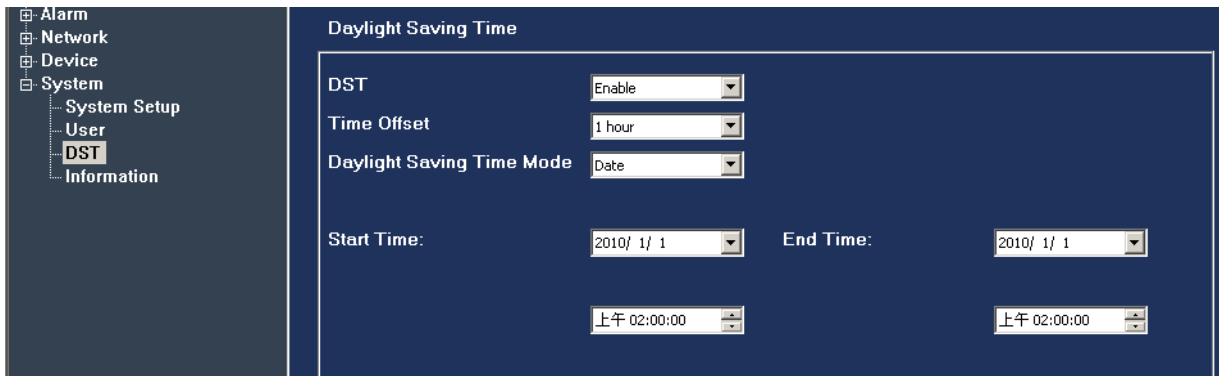 Alarm
Network
Device
System
System Setup
User
DST
Information
Daylight Saving Time
DST Enable
Time Offset 1 hour
Daylight Saving Time Mode Date
Start Time: 2010/ 1/ 1 End Time: 2010/ 1/ 1
上午 02:00:00 上午 02:00:00